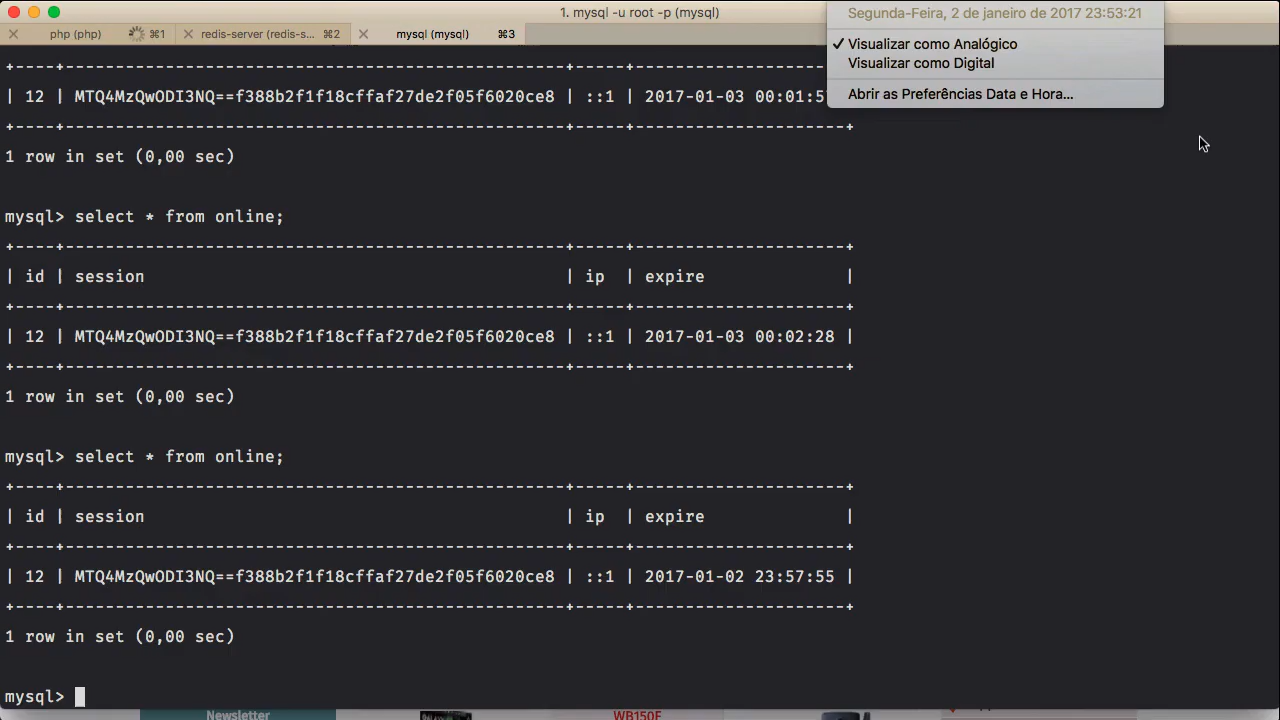 1. mysql -u root -p (mysql)
Segunda-Feira, 2 de janeiro de 2017 23:53:21
php (php) ⌘1 redis-server (redis-s... ⌘2 mysql (mysql) ⌘3
✓ Visualizar como Analógico
Visualizar como Digital
Abrir as Preferências Data e Hora...
+----+--------------------------------------------------+-----+---------------------+
| 12 | MTQ4MzQwODI3NQ==f388b2f1f18cffaf27de2f05f6020ce8 | ::1 | 2017-01-03 00:01:5
+----+--------------------------------------------------+-----+---------------------+
1 row in set (0,00 sec)
mysql> select * from online;
+----+--------------------------------------------------+-----+---------------------+
| id | session | ip | expire |
+----+--------------------------------------------------+-----+---------------------+
| 12 | MTQ4MzQwODI3NQ==f388b2f1f18cffaf27de2f05f6020ce8 | ::1 | 2017-01-03 00:02:28 |
+----+--------------------------------------------------+-----+---------------------+
1 row in set (0,00 sec)
mysql> select * from online;
+----+--------------------------------------------------+-----+---------------------+
| id | session | ip | expire |
+----+--------------------------------------------------+-----+---------------------+
| 12 | MTQ4MzQwODI3NQ==f388b2f1f18cffaf27de2f05f6020ce8 | ::1 | 2017-01-02 23:57:55 |
+----+--------------------------------------------------+-----+---------------------+
1 row in set (0,00 sec)
mysql>
Newsletter WB150F